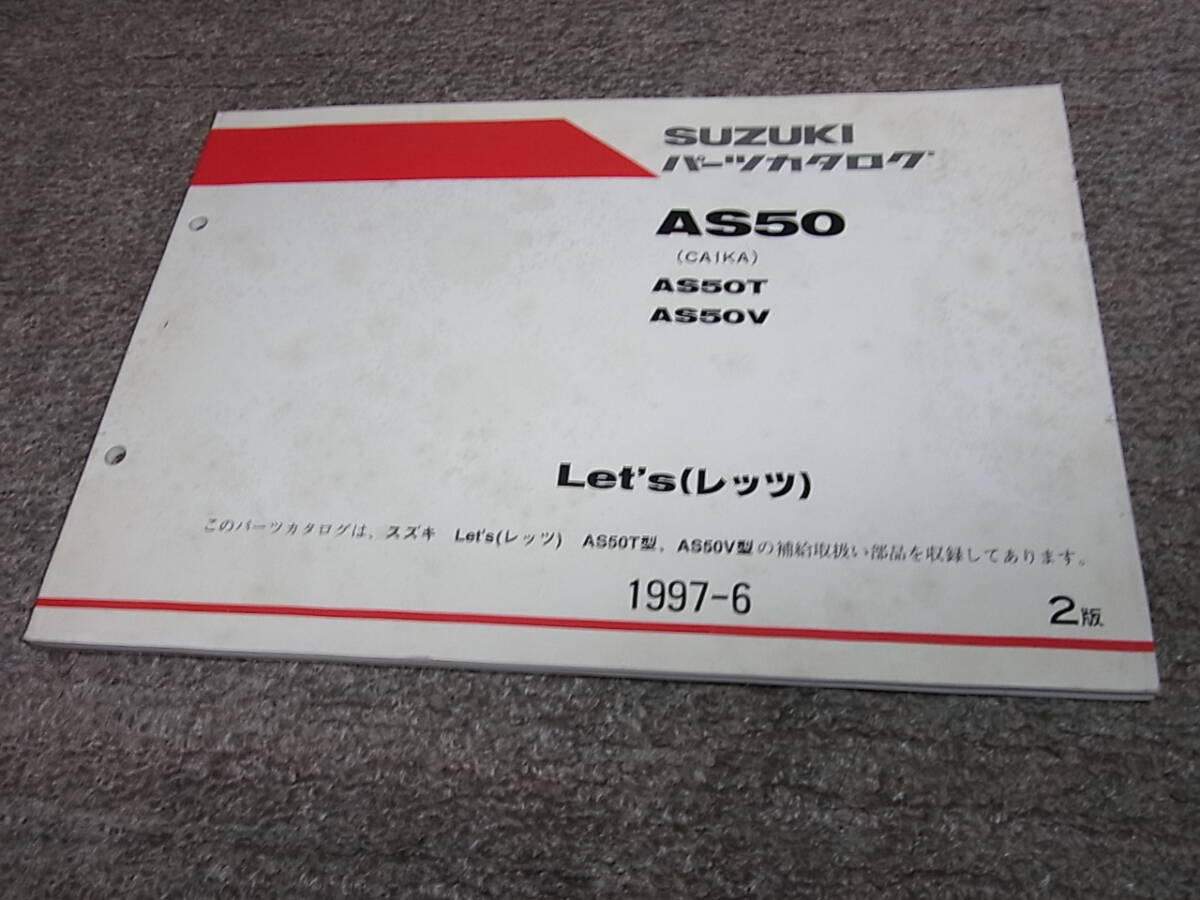 SUZUKI
パーツカタログ
AS50
(CA1KA)
AS50T
AS50V
Let's(レッツ)
このパーツカタログは、スズキ Let's(レッツ) AS50T型，AS50V型の補給取扱い部品を収録してあります。
1997-6
2版